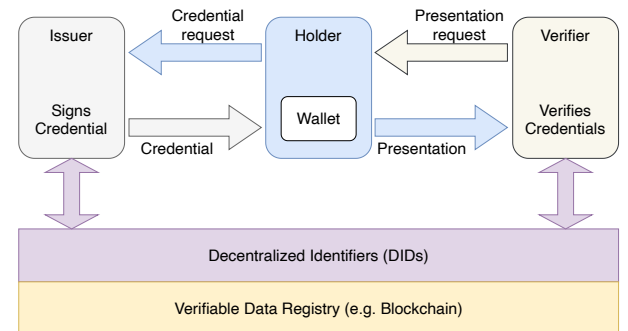 Issuer
Credential
request
Holder
Presentation
request
Verifier
Signs
Credential
Credential
Wallet
Presentation
Verifies
Credentials
Decentralized Identifiers (DIDs)
Verifiable Data Registry (e.g. Blockchain)